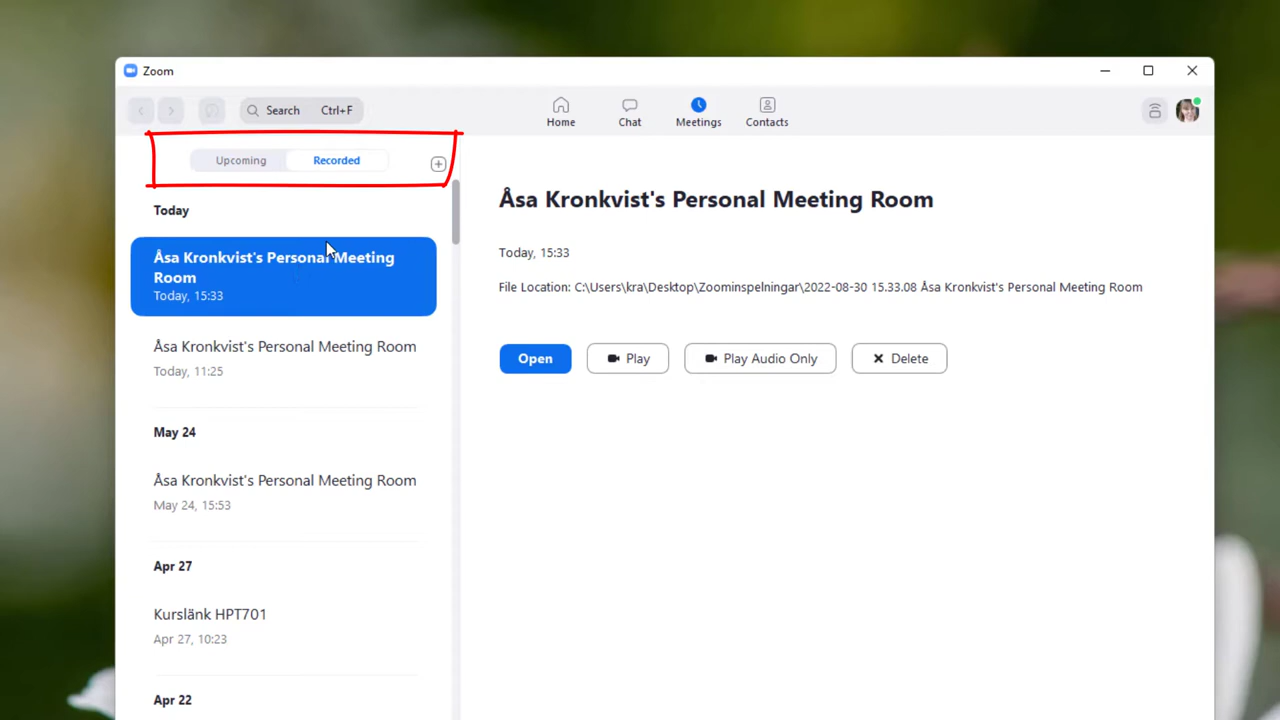 Zoom
Search Ctrl+F
Home
Chat
Meetings
Contacts
Upcoming
Recorded
Today
Åsa Kronkvist's Personal Meeting
Room
Today, 15:33
Åsa Kronkvist's Personal Meeting Room
Today, 11:25
May 24
Åsa Kronkvist's Personal Meeting Room
May 24, 15:53
Apr 27
Kurslänk HPT701
Apr 27, 10:23
Apr 22
Åsa Kronkvist's Personal Meeting Room
Today, 15:33
File Location: C:\Users\kra\Desktop\Zoominspelningar\2022-08-30 15.33.08 Åsa Kronkvist's Personal Meeting Room
Open
Play
Play Audio Only
Delete